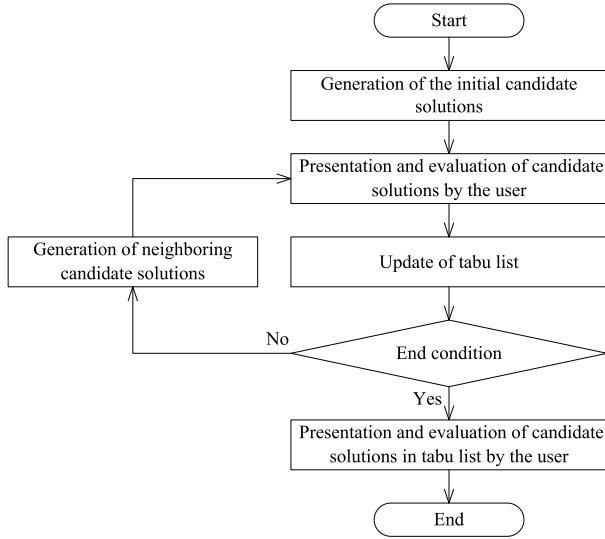 Start
Generation of the initial candidate
solutions
Presentation and evaluation of candidate
solutions by the user
Generation of neighboring
candidate solutions
Update of tabu list
No
End condition
Yes
Presentation and evaluation of candidate
solutions in tabu list by the user
End